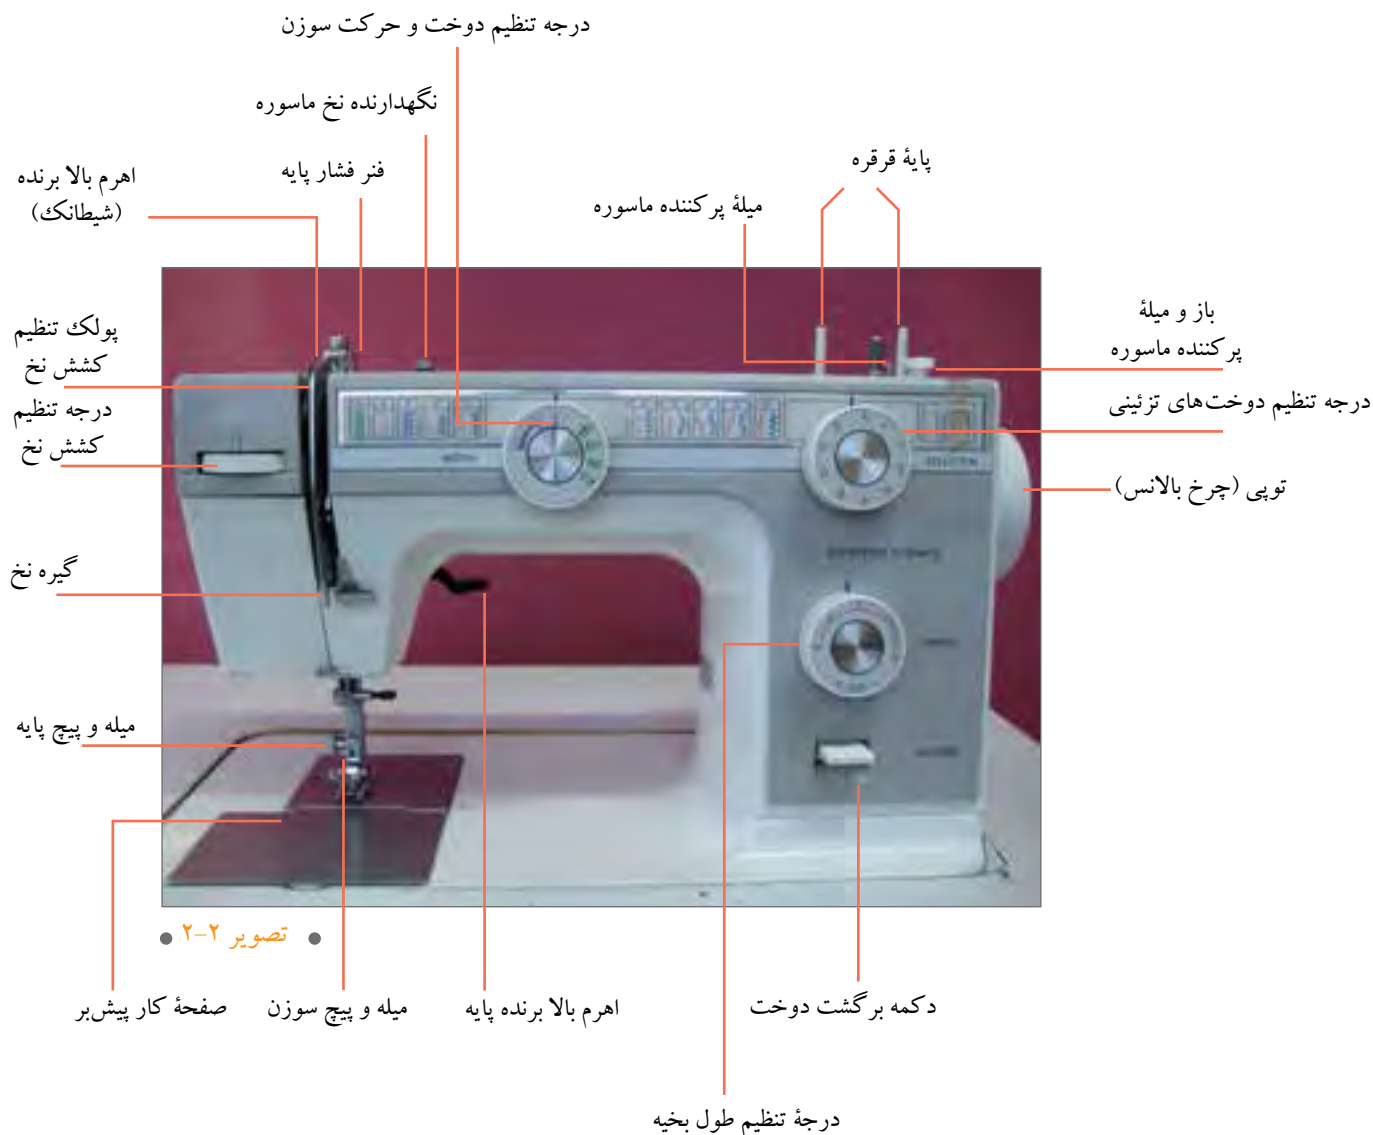 درجه تنظیم دوخت و حرکت سوزن
نگهدارنده نخ ماسوره
فنر فشار پایه
اهرم بالا برنده
(شیطانک)
پایهٔ قرقره
میلهٔ پرکننده ماسوره
باز و میلهٔ
پرکننده ماسوره
پولک تنظیم
کشش نخ
درجه تنظیم دوخت‌های تزئینی
درجه تنظیم
کشش نخ
توپی (چرخ بالانس)
گیره نخ
میله و پیچ پایه
تصویر ۲–۲
صفحهٔ کار پیش‌بر
میله و پیچ سوزن
اهرم بالا برنده پایه
دکمه برگشت دوخت
درجهٔ تنظیم طول بخیه